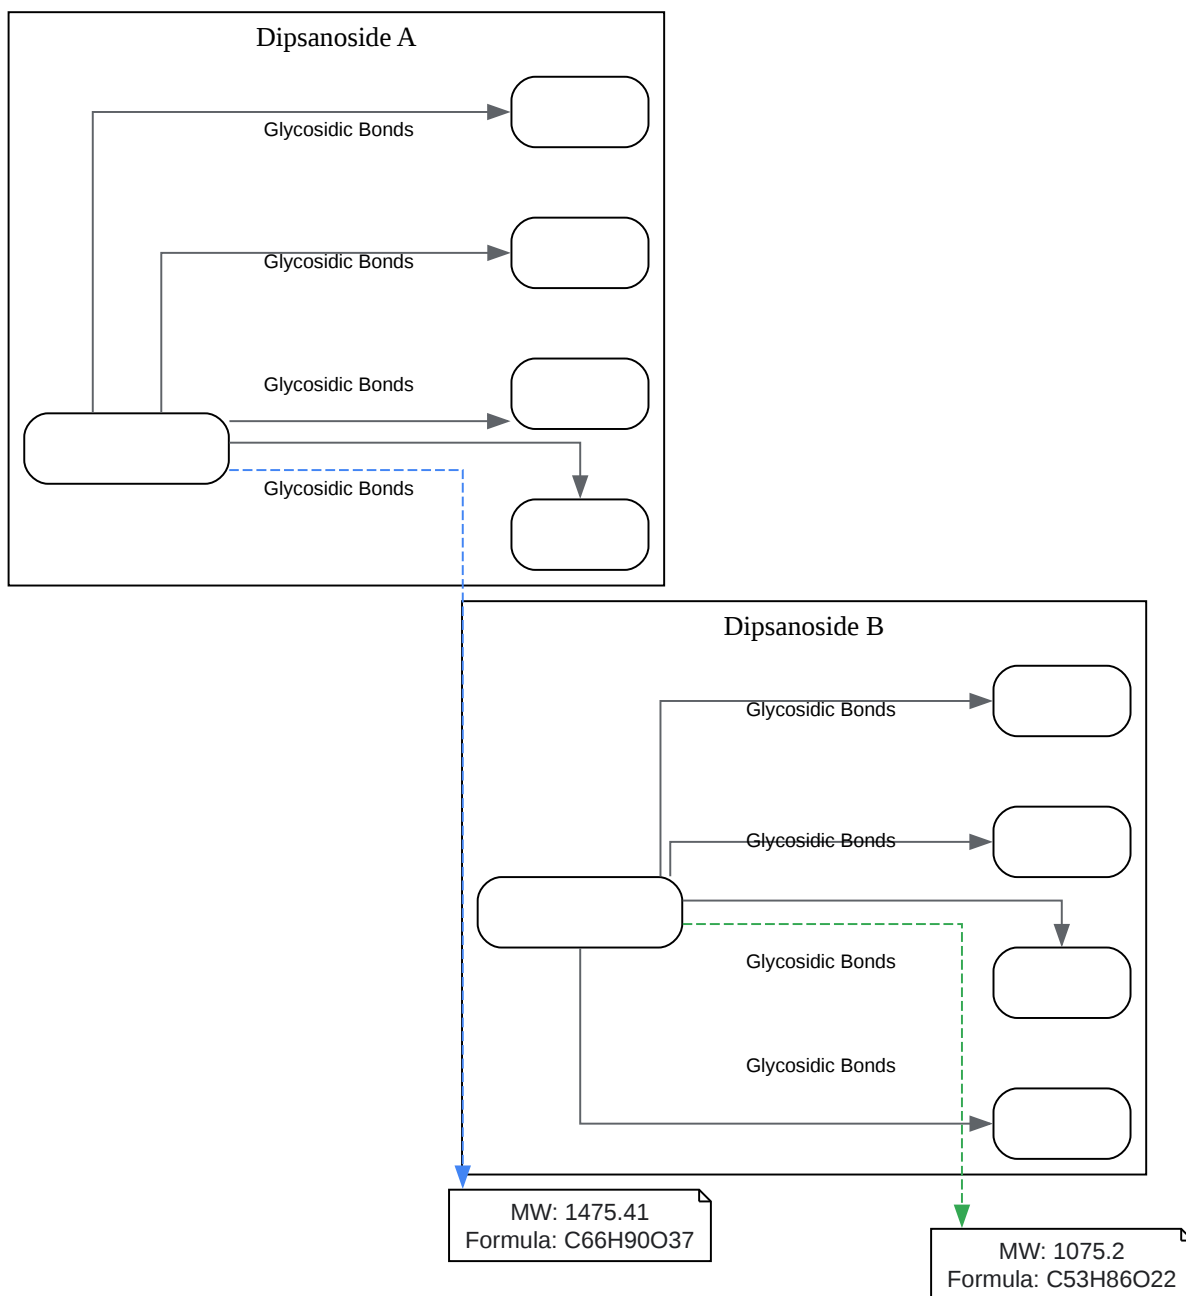 Dipsanoside A
Glycosidic Bonds
Glycosidic Bonds
Glycosidic Bonds
Glycosidic Bonds
Dipsanoside B
Glycosidic Bonds
Glycosidic Bonds
Glycosidic Bonds
Glycosidic Bonds
MW: 1475.41
Formula: C66H90O37
MW: 1075.2
Formula: C53H86O22